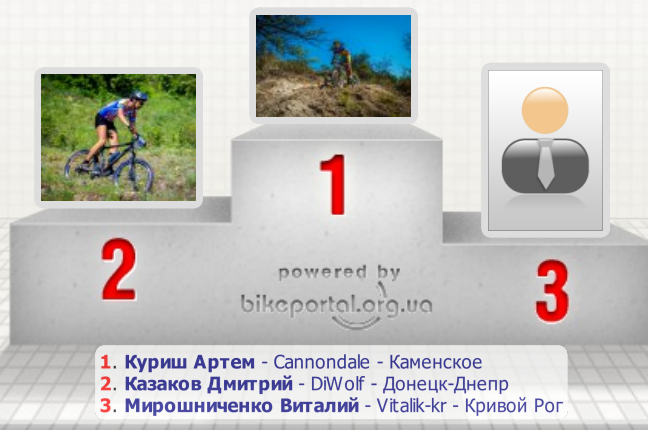 1
2
3
powered by
bikeportal.org.ua
1. Куриш Артем - Cannondale - Каменское
2. Казаков Дмитрий - DiWolf - Донецк-Днепр
3. Мирошниченко Виталий - Vitalik-kr - Кривой Рог